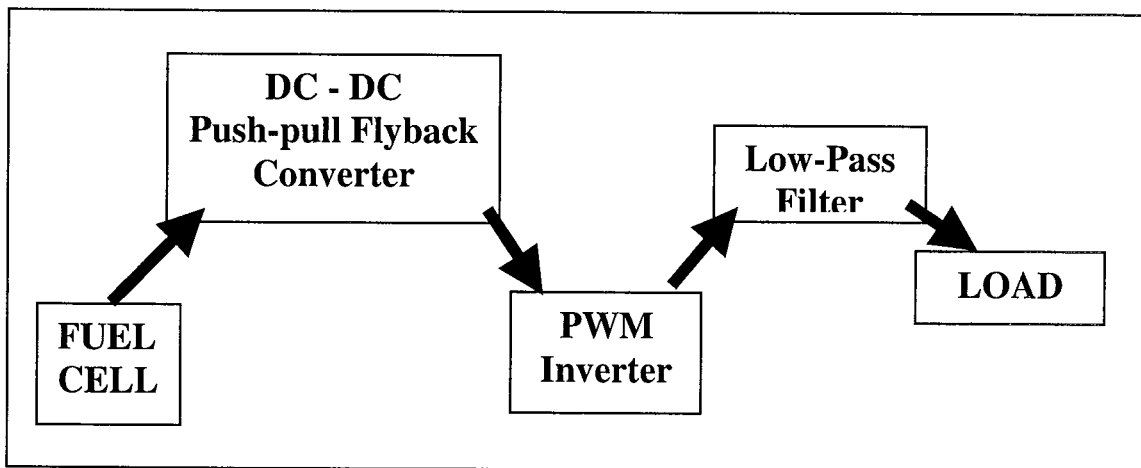 DC - DC
Push-pull Flyback
Converter
Low-Pass
Filter
LOAD
PWM
Inverter
FUEL
CELL